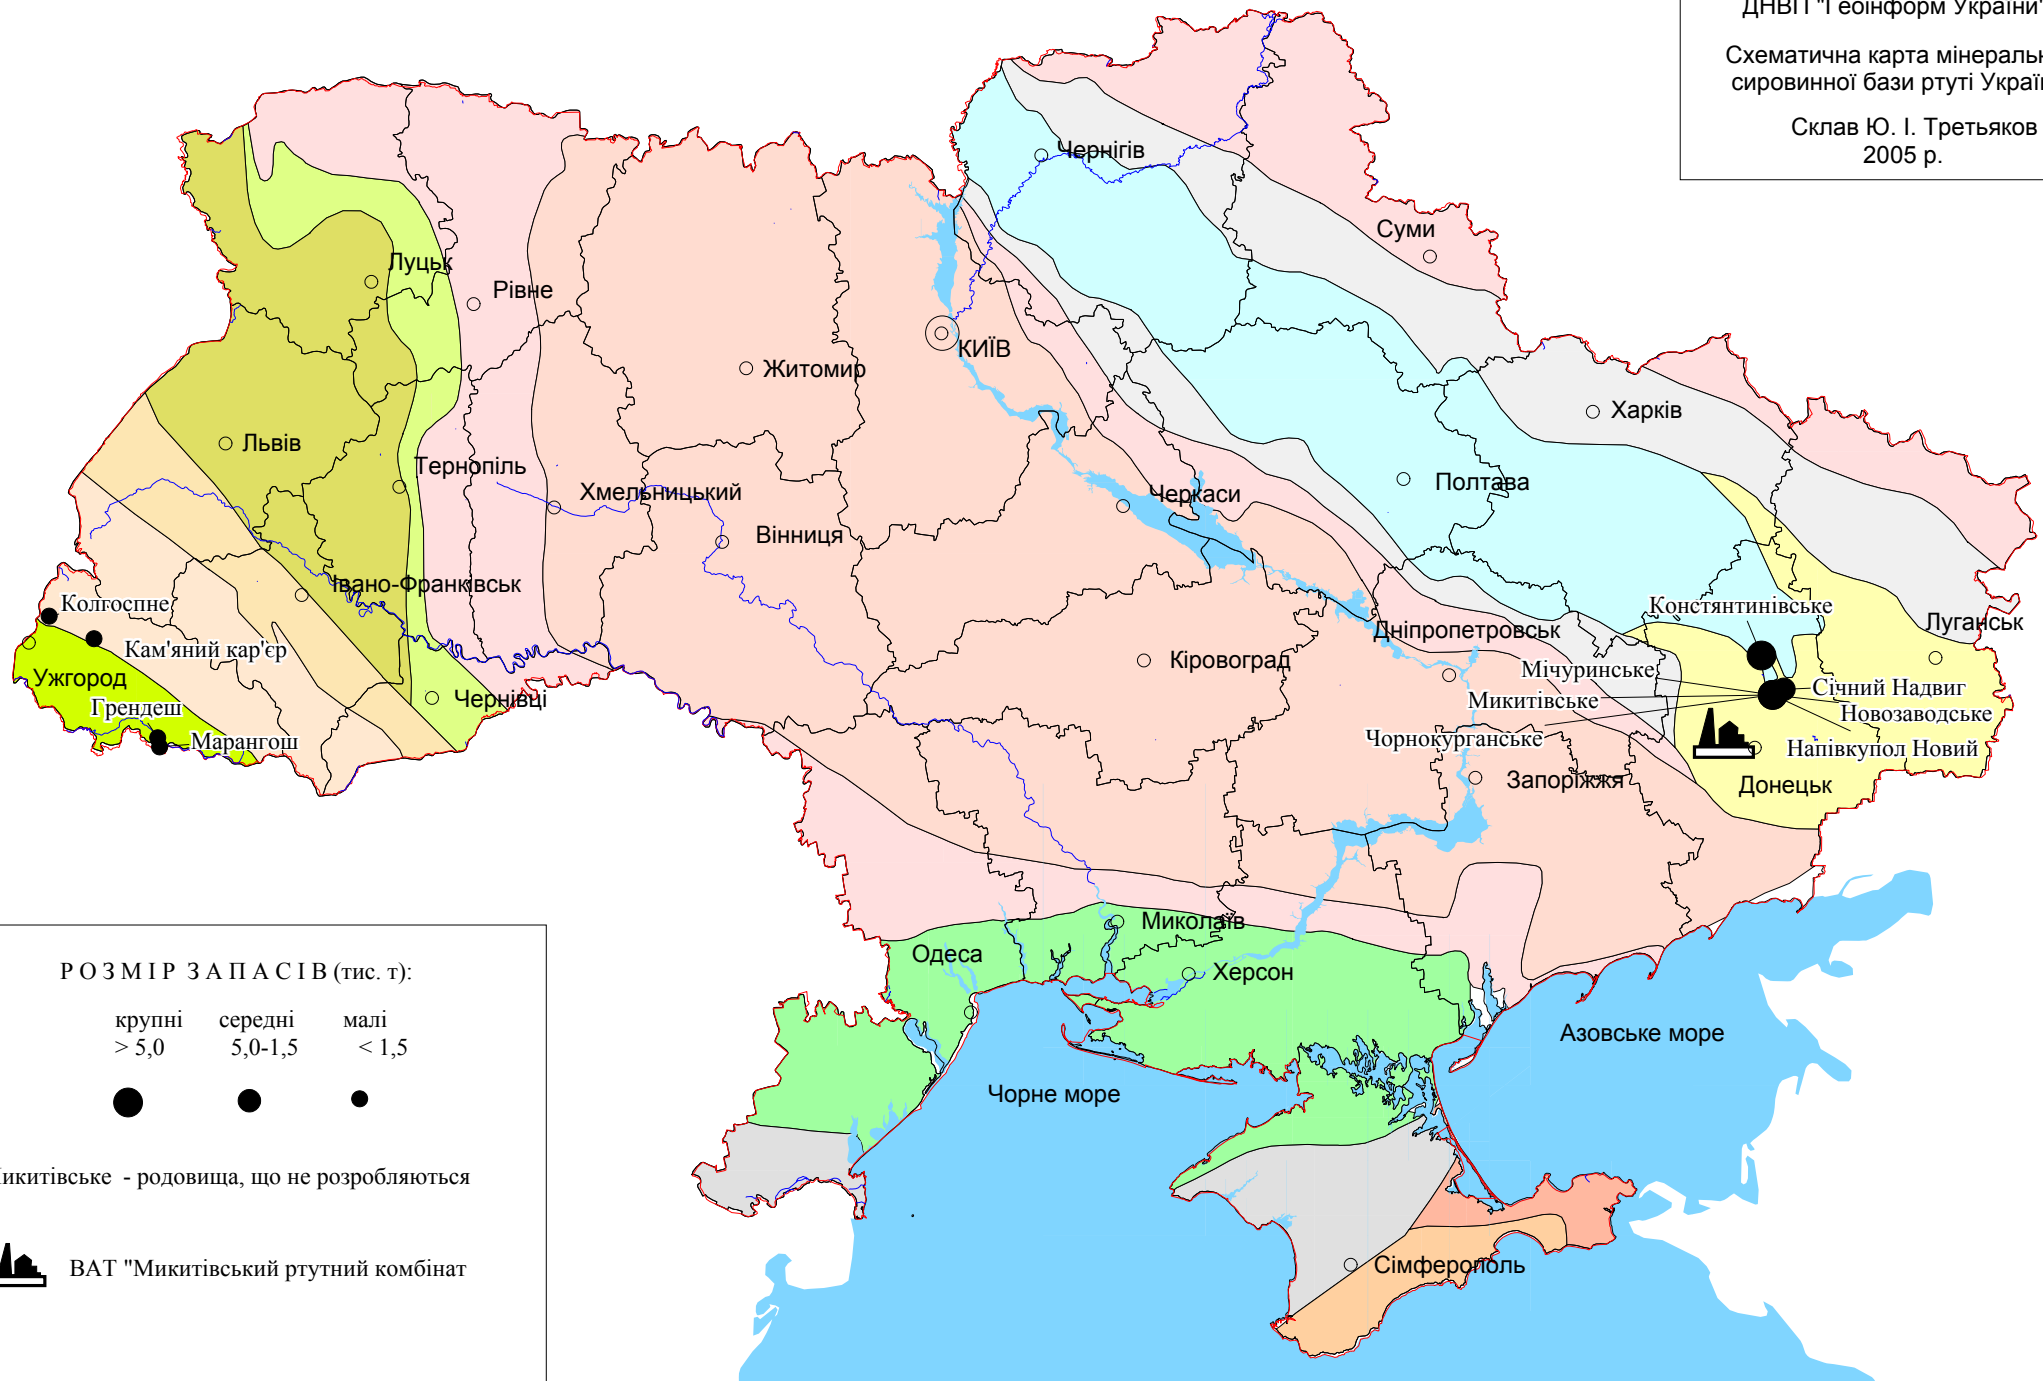 ДНВП "Геоінформ України"
Схематична карта мінерально
сировинної бази ртуті Україн
Склав Ю. І. Третьяков
2005 р.
Чернігів
Суми
Луцьк
Рівне
КИЇВ
Житомир
Харків
Львів
Тернопіль
Хмельницький
Полтава
Черкаси
Вінниця
Івано-Франківськ
Колгоспне
Констянтинівське
Луганськ
Дніпропетровськ
Кам'яний кар'єр
Кіровоград
Мічуринське
Ужгород
Січний Надвиг
Чернівці
Микитівське
Грендеш
Новозаводське
Марангош
Чорнокурганське
Напівкупол Новий
Запоріжжя
Донецьк
Миколаїв
Одеса
Херсон
Азовське море
Чорне море
Сімферополь
РОЗМІР ЗАПАСІВ (тис. т):
крупні середні малі
> 5,0 5,0-1,5 < 1,5
икитівське - родовища, що не розробляються
ВАТ "Микитівський ртутний комбінат